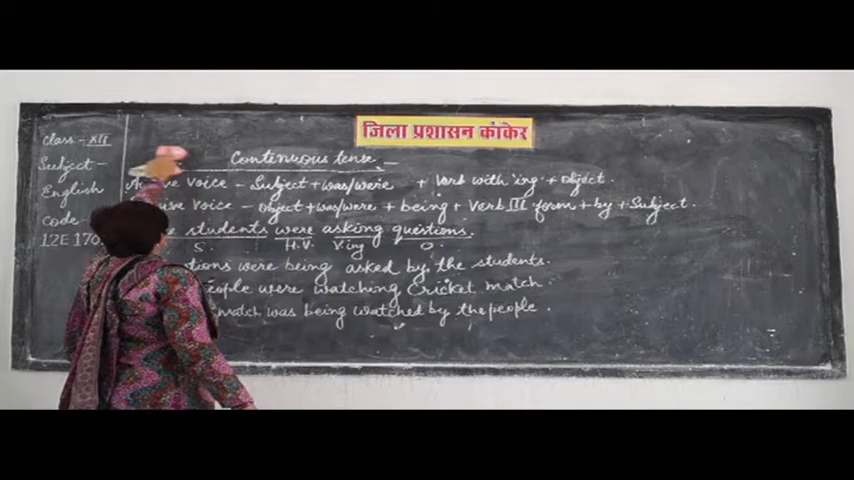 जिला प्रशासन कांकेर
Class - XII
Subject -
English
Code -
12E 170
Continuous tense -
Voice - Subject + was/were + Verb with 'ing' + object.
Voice - object + was/were + being + Verb III form + by + Subject.
students were asking questions.
S. H.V. V.ing O.
tions were being asked by the students.
eople were watching Cricket match
match was being watched by the people.